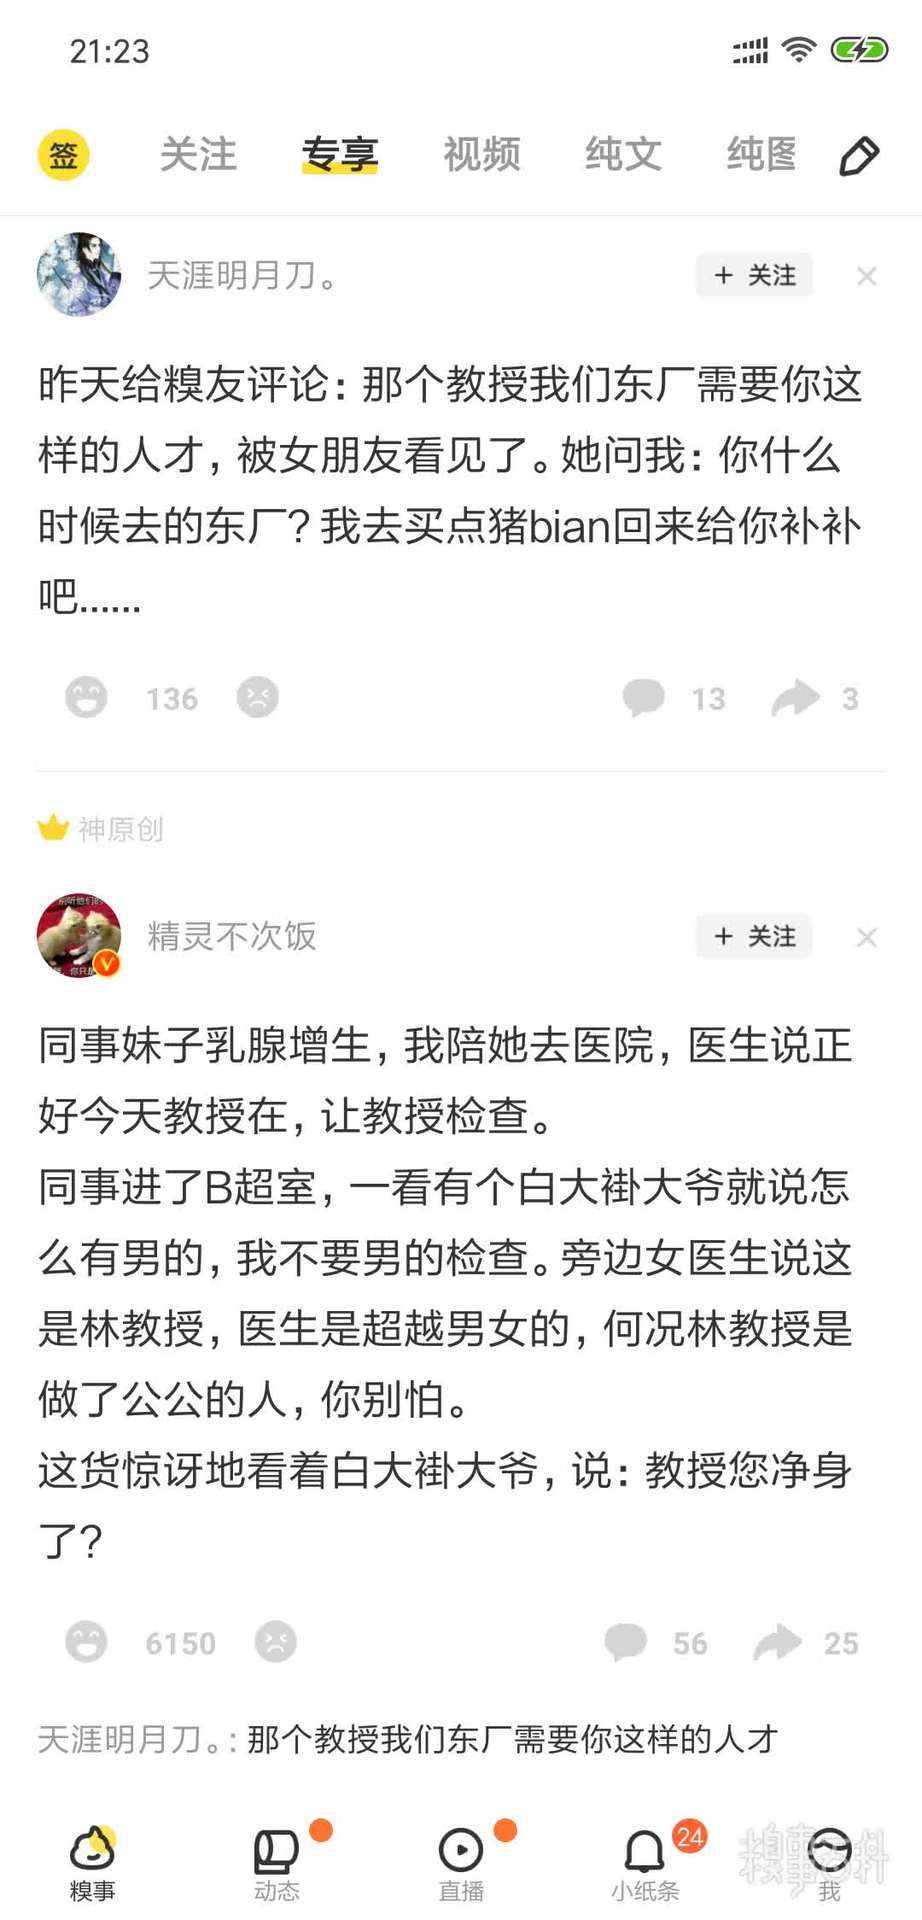 21:23
签 关注 专享 视频 纯文 纯图
天涯明月刀。 + 关注
昨天给糗友评论：那个教授我们东厂需要你这
样的人才，被女朋友看见了。她问我：你什么
时候去的东厂？我去买点猪bian回来给你补补
吧......
136 13 3
神原创
精灵不次饭 + 关注
同事妹子乳腺增生，我陪她去医院，医生说正
好今天教授在，让教授检查。
同事进了B超室，一看有个白大褂大爷就说怎
么有男的，我不要男的检查。旁边女医生说这
是林教授，医生是超越男女的，何况林教授是
做了公公的人，你别怕。
这货惊讶地看着白大褂大爷，说：教授您净身
了？
6150 56 25
天涯明月刀。: 那个教授我们东厂需要你这样的人才
24
糗事 动态 直播 小纸条 我
糗事百科